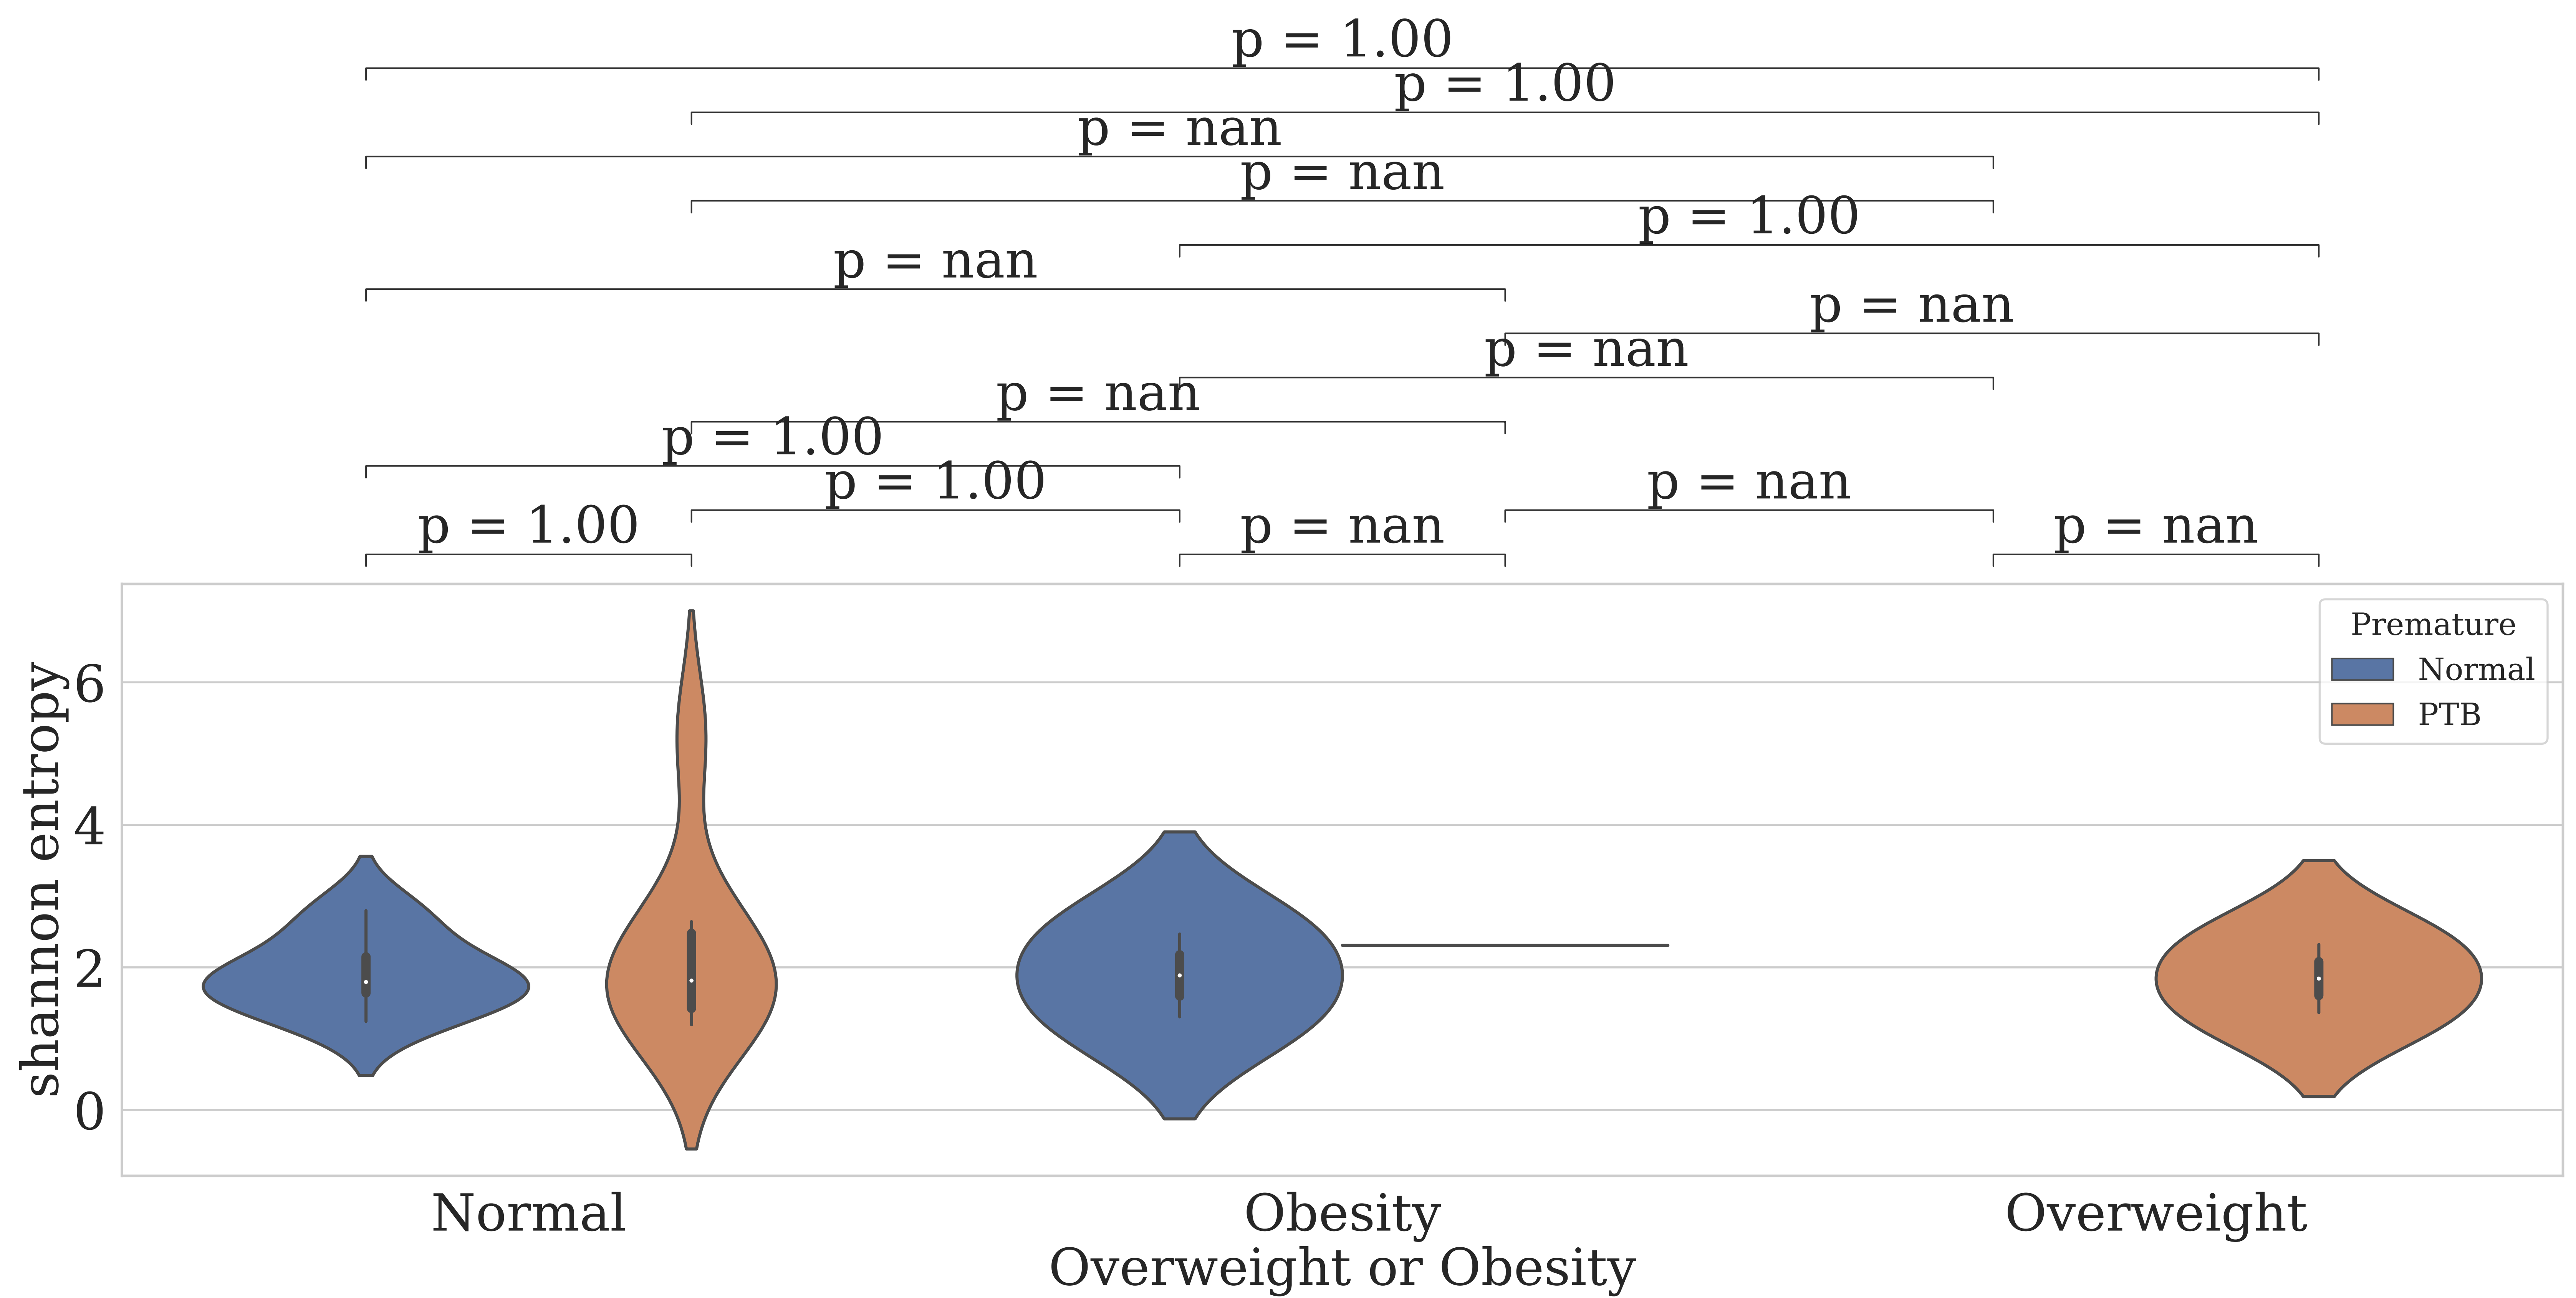 p = 1.00
p = 1.00
p = nan
p = nan
p = 1.00
p = nan
p = nan
p = nan
p = nan
p = 1.00
p = 1.00
p = nan
p = 1.00
p = nan
p = nan
Premature
Normal
PTB
shannon entropy
6
4
2
0
Normal
Obesity
Overweight
Overweight or Obesity